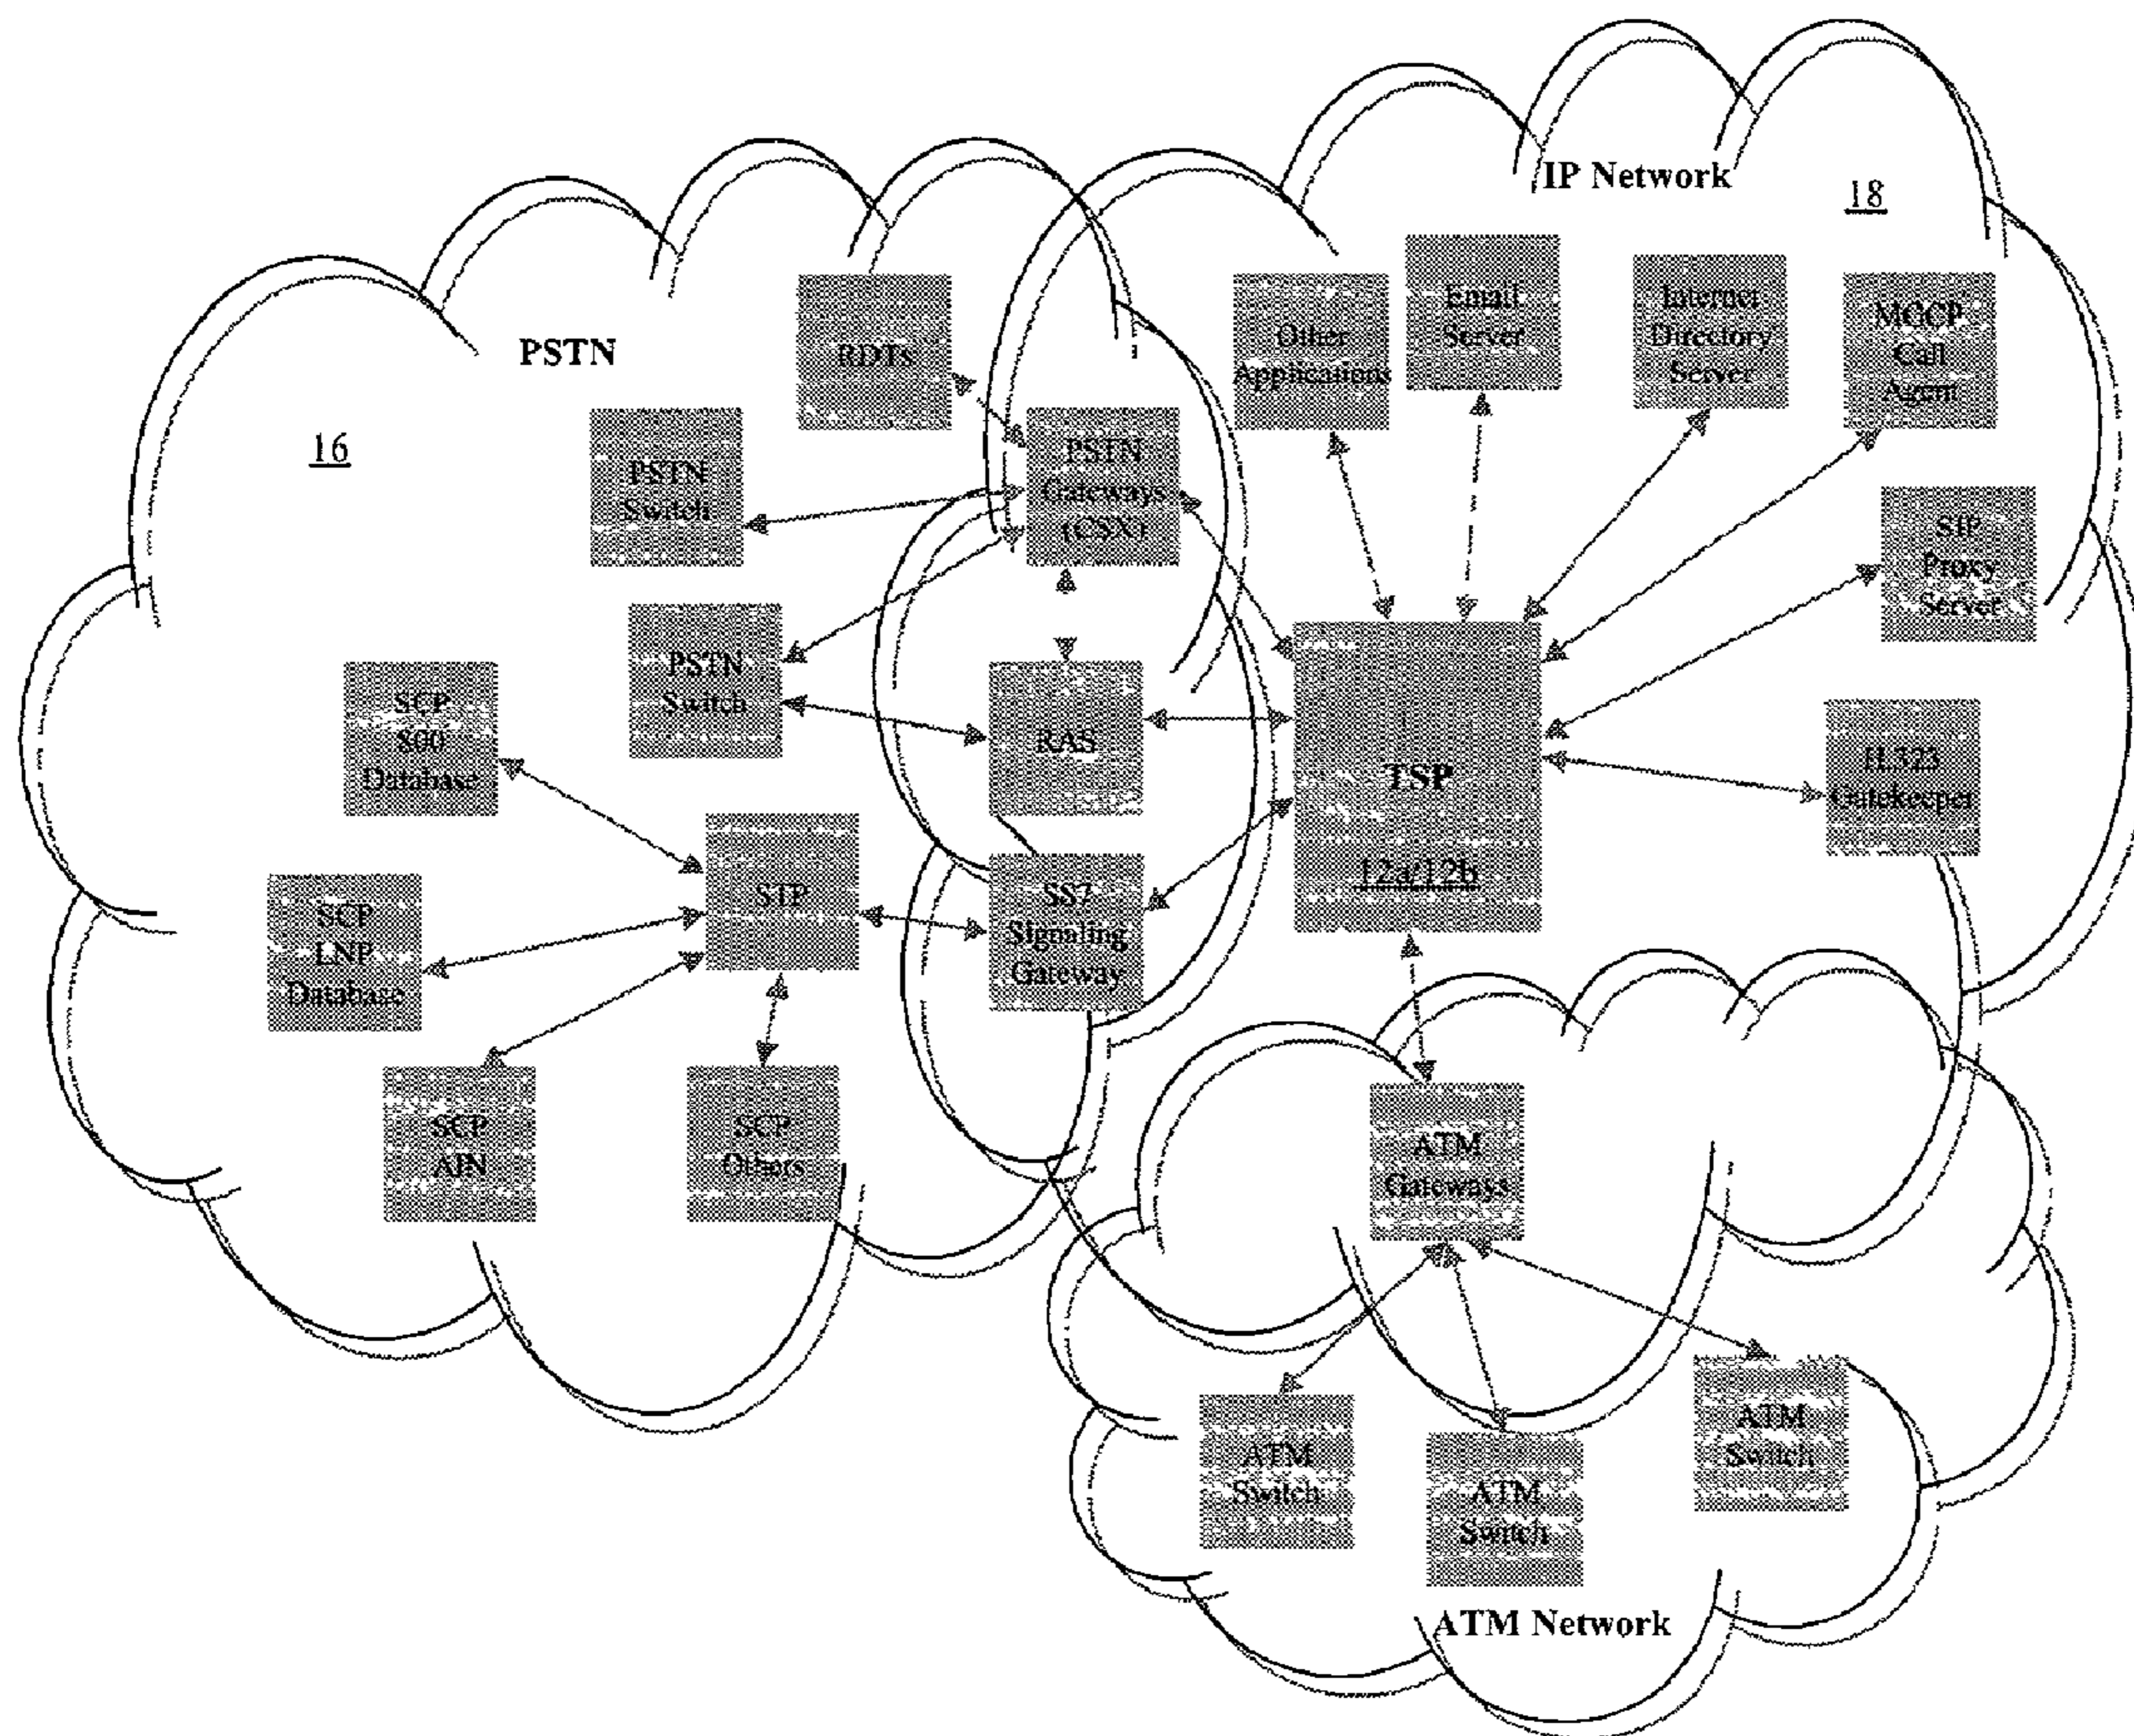 IP Network
18
PSTN
16
RDTs
Other
Applications
Email
Server
Internet
Directory
Server
MGCP
Call
Agent
PSTN
Switch
PSTN
Gateways
(CSX)
SIP
Proxy
Server
PSTN
Switch
SCP
800
Database
RAS
TSP
12a/12b
H.323
Gatekeeper
STP
SS7
Signaling
Gateway
SCP
LNP
Database
SCP
AIN
SCP
Others
ATM
Gateways
ATM
Switch
ATM
Switch
ATM
Switch
ATM Network